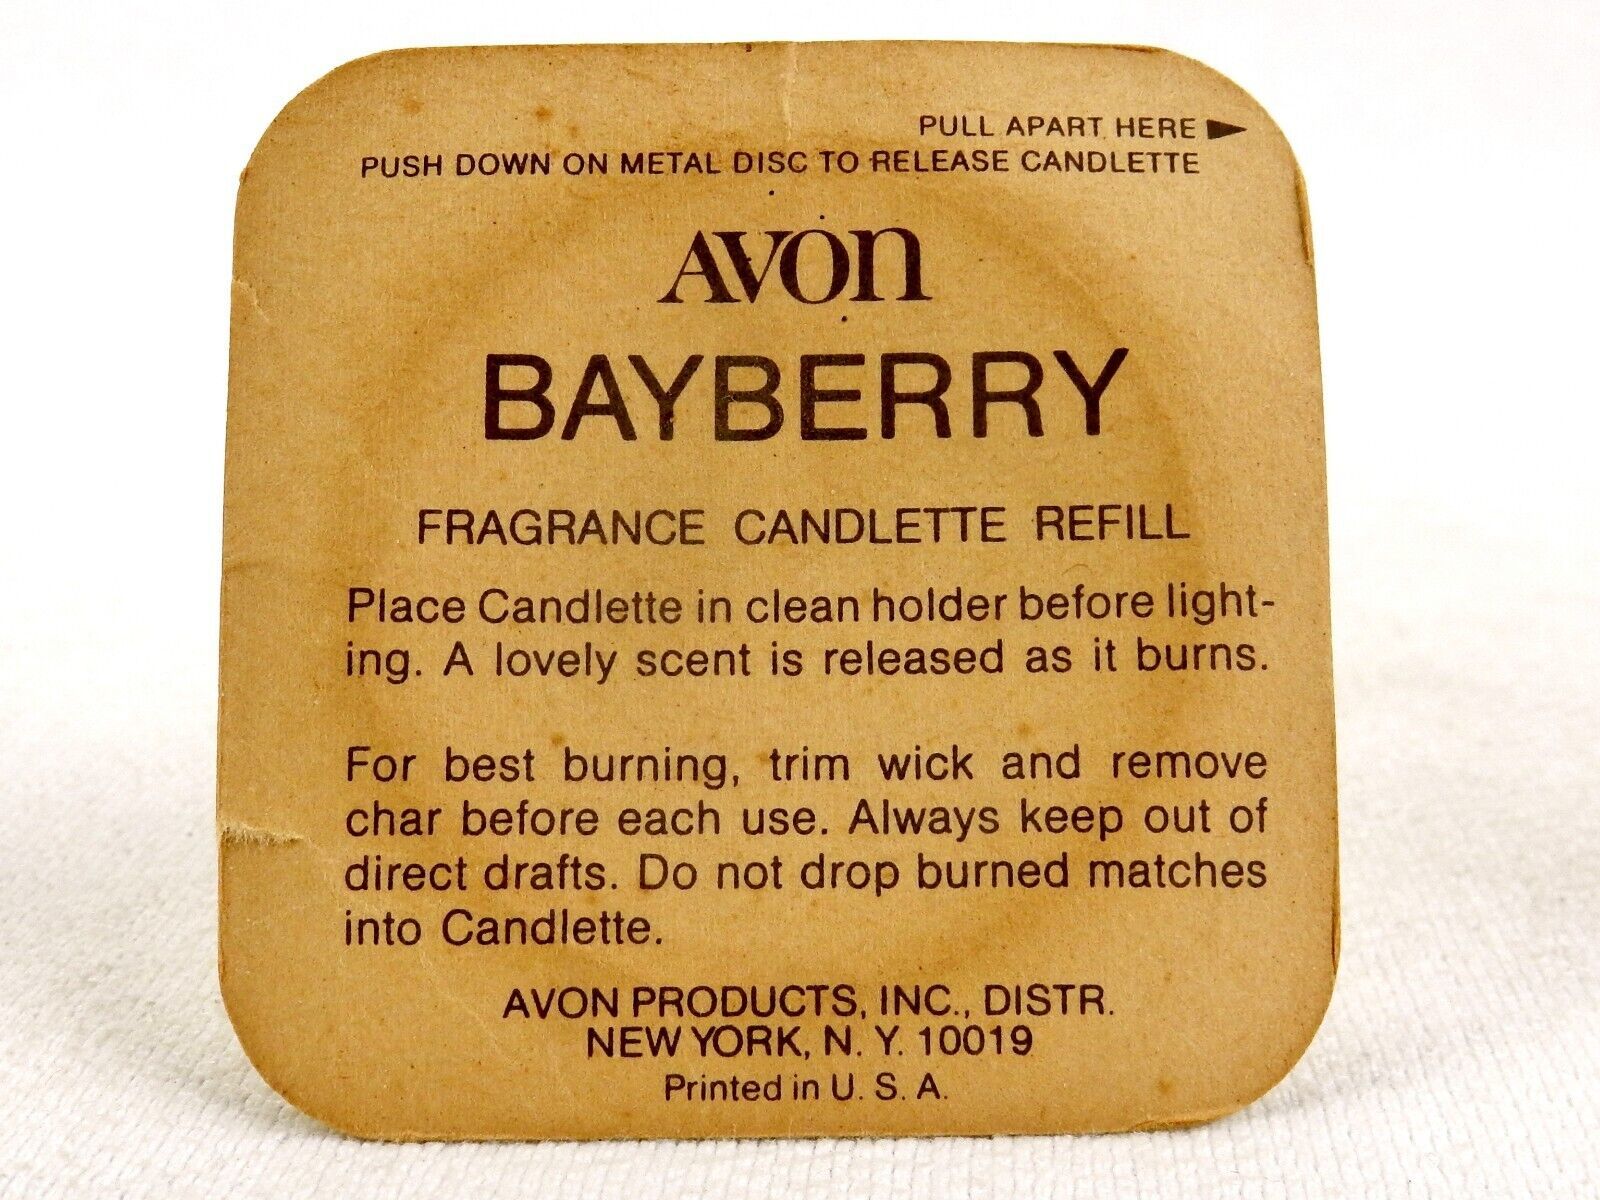 PULL APART HERE
PUSH DOWN ON METAL DISC TO RELEASE CANDLETTE
AVON
BAYBERRY
FRAGRANCE CANDLETTE REFILL
Place Candlette in clean holder before light-
ing. A lovely scent is released as it burns.
For best burning, trim wick and remove
char before each use. Always keep out of
direct drafts. Do not drop burned matches
into Candlette.
AVON PRODUCTS, INC., DISTR.
NEW YORK, N. Y. 10019
Printed in U. S. A.